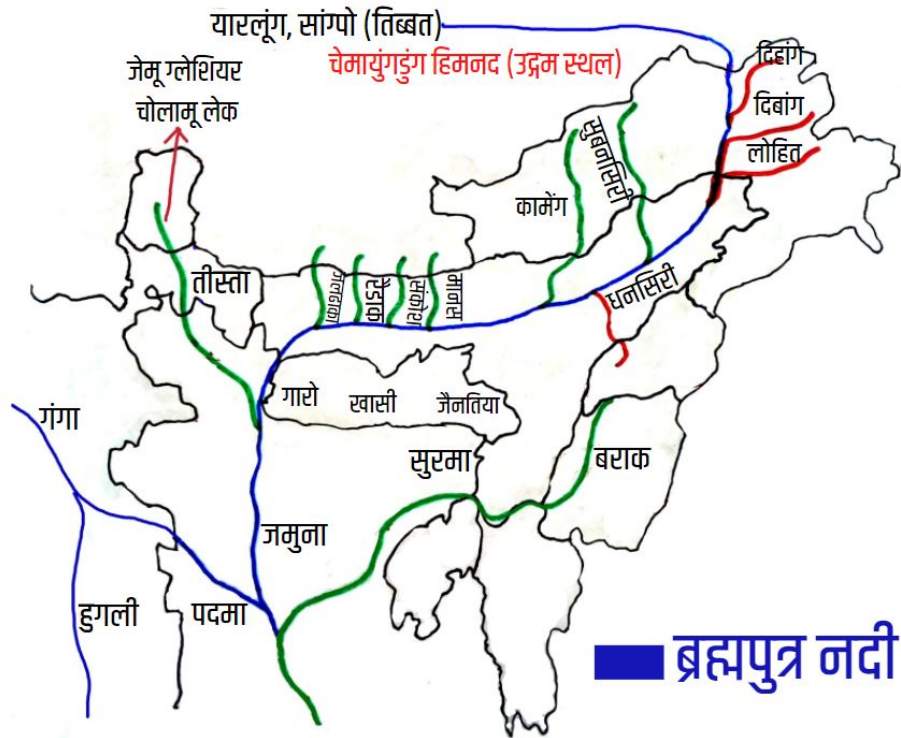 यारलूंग, सांग्पो (तिब्बत)
चेमायुंगडुंग हिमनद (उद्गम स्थल)
जेमू ग्लेशियर
चोलामू लेक
दिहांग
दिबांग
लोहित
सुबनसिरी
कामेंग
तीस्ता
जलढाका
रैडाक
संकोश
मानस
धनसिरी
गारो खासी जैनतिया
गंगा
सुरमा
बराक
जमुना
हुगली
पदमा
ब्रह्मपुत्र नदी